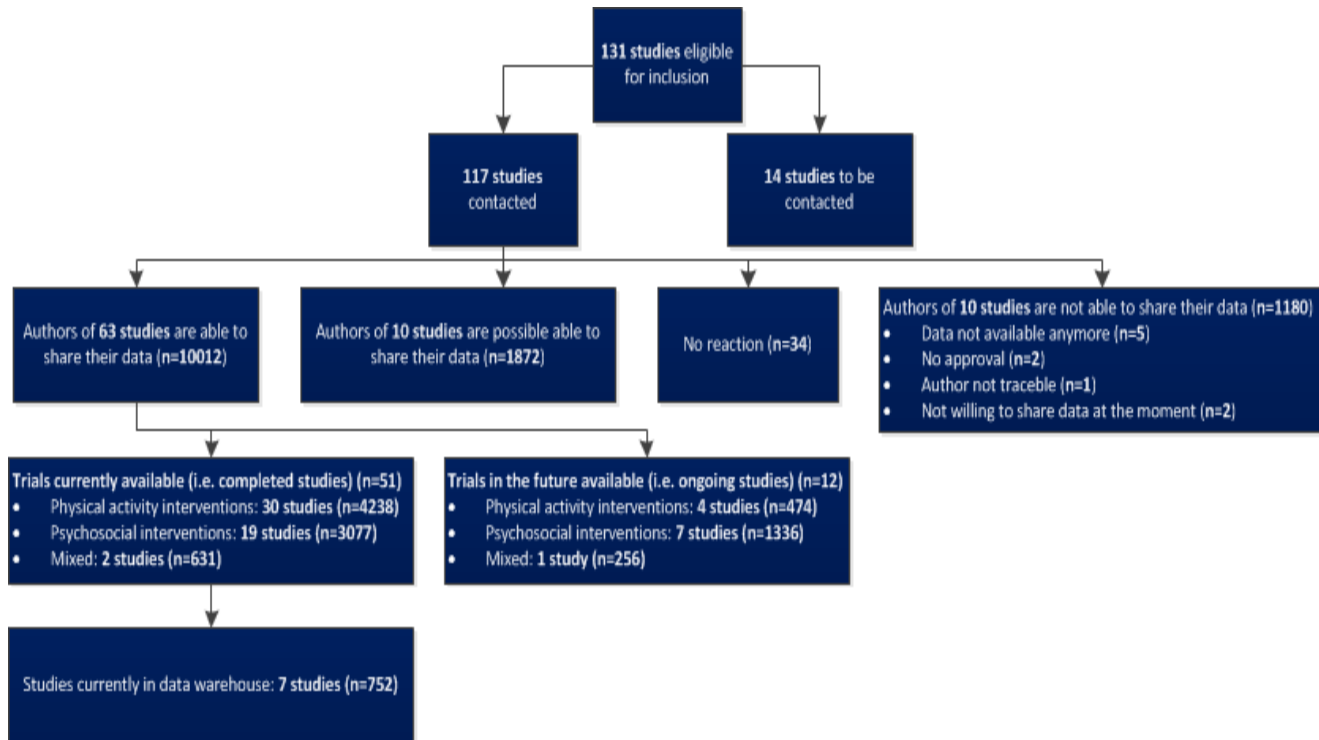 131 studies eligible
for inclusion
117 studies
contacted
14 studies to be
contacted
Authors of 63 studies are able to
share their data (n=10012)
Authors of 10 studies are possible able to
share their data (n=1872)
No reaction (n=34)
Authors of 10 studies are not able to share their data (n=1180)
• Data not available anymore (n=5)
• No approval (n=2)
• Author not traceble (n=1)
• Not willing to share data at the moment (n=2)
Trials currently available (i.e. completed studies) (n=51)
• Physical activity interventions: 30 studies (n=4238)
• Psychosocial interventions: 19 studies (n=3077)
• Mixed: 2 studies (n=631)
Trials in the future available (i.e. ongoing studies) (n=12)
• Physical activity interventions: 4 studies (n=474)
• Psychosocial interventions: 7 studies (n=1336)
• Mixed: 1 study (n=256)
Studies currently in data warehouse: 7 studies (n=752)